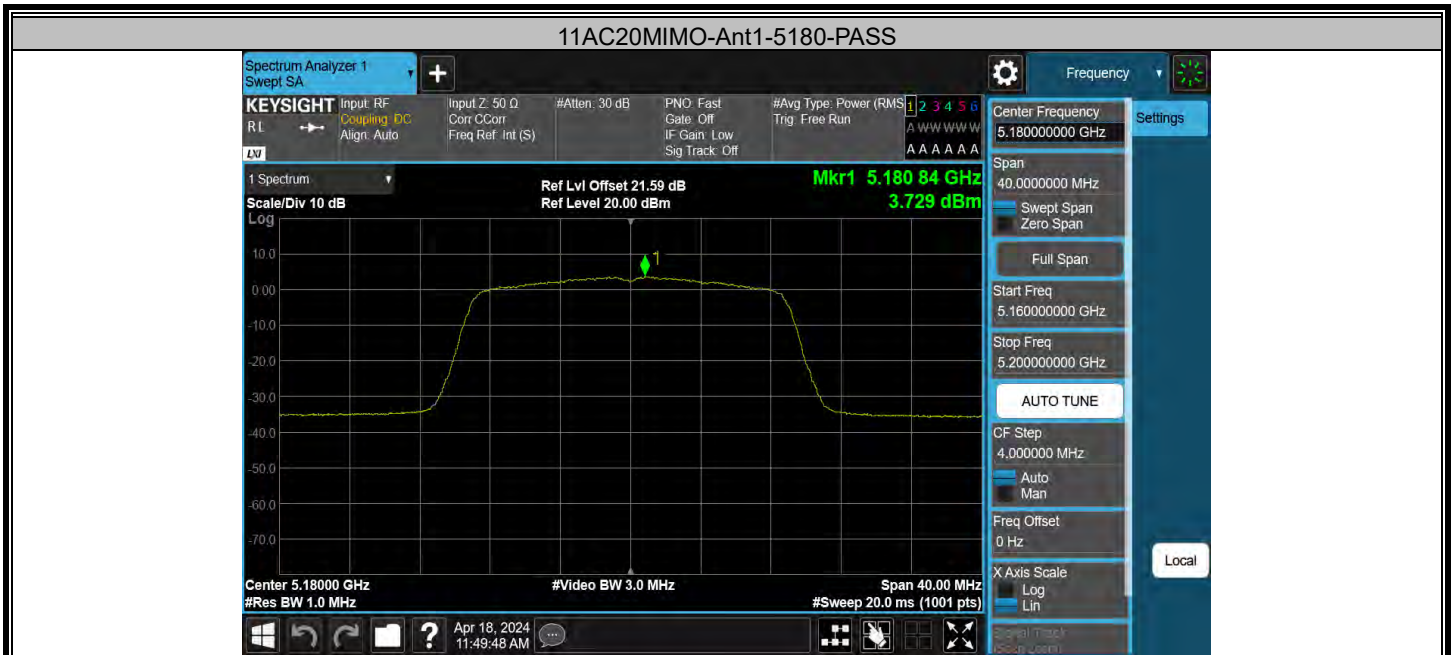 11AC20MIMO-Ant1-5180-PASS
Spectrum Analyzer 1
Swept SA
+
Frequency
KEYSIGHT
RL
LXI
Input: RF
Coupling: DC
Align: Auto
Input Z: 50 Ω
Corr CCorr
Freq Ref: Int (S)
#Atten: 30 dB
PNO: Fast
Gate: Off
IF Gain: Low
Sig Track: Off
#Avg Type: Power (RMS
Trig: Free Run
1 2 3 4 5 6
A W W W W W
A A A A A A
1 Spectrum
Scale/Div 10 dB
Log
Ref Lvl Offset 21.59 dB
Ref Level 20.00 dBm
Mkr1 5.180 84 GHz
3.729 dBm
1
10.0
0.00
-10.0
-20.0
-30.0
-40.0
-50.0
-60.0
-70.0
Center 5.18000 GHz
#Res BW 1.0 MHz
#Video BW 3.0 MHz
Span 40.00 MHz
#Sweep 20.0 ms (1001 pts)
Center Frequency
5.180000000 GHz
Settings
Span
40.0000000 MHz
Swept Span
Zero Span
Full Span
Start Freq
5.160000000 GHz
Stop Freq
5.200000000 GHz
AUTO TUNE
CF Step
4.000000 MHz
Auto
Man
Freq Offset
0 Hz
X Axis Scale
Log
Lin
Local
Signal Track
(Span Zoom)
?
Apr 18, 2024
11:49:48 AM